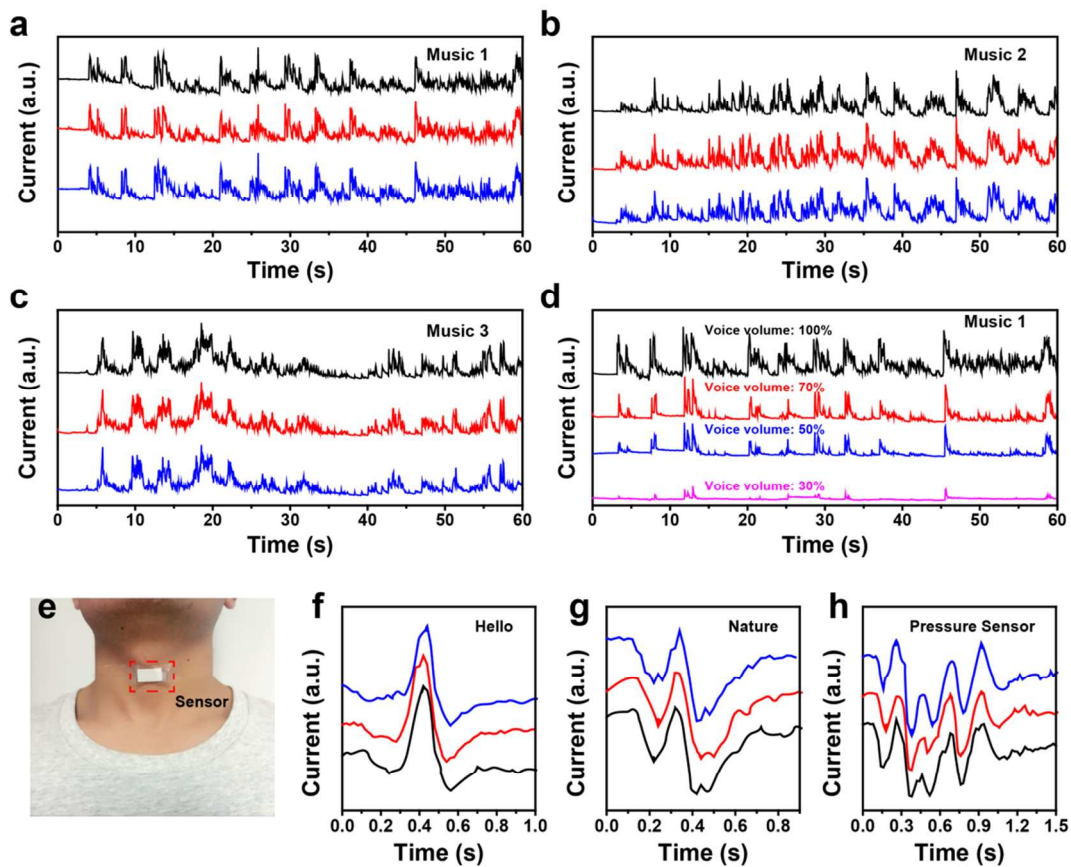 a
Music 1
Current (a.u.)
0 10 20 30 40 50 60
Time (s)
b
Music 2
Current (a.u.)
0 10 20 30 40 50 60
Time (s)
c
Music 3
Current (a.u.)
0 10 20 30 40 50 60
Time (s)
d
Music 1
Voice volume: 100%
Voice volume: 70%
Voice volume: 50%
Voice volume: 30%
Current (a.u.)
0 10 20 30 40 50 60
Time (s)
e
Sensor
f
Hello
Current (a.u.)
0.0 0.2 0.4 0.6 0.8 1.0
Time (s)
g
Nature
Current (a.u.)
0.0 0.2 0.4 0.6 0.8
Time (s)
h
Pressure Sensor
Current (a.u.)
0.0 0.3 0.6 0.9 1.2 1.5
Time (s)